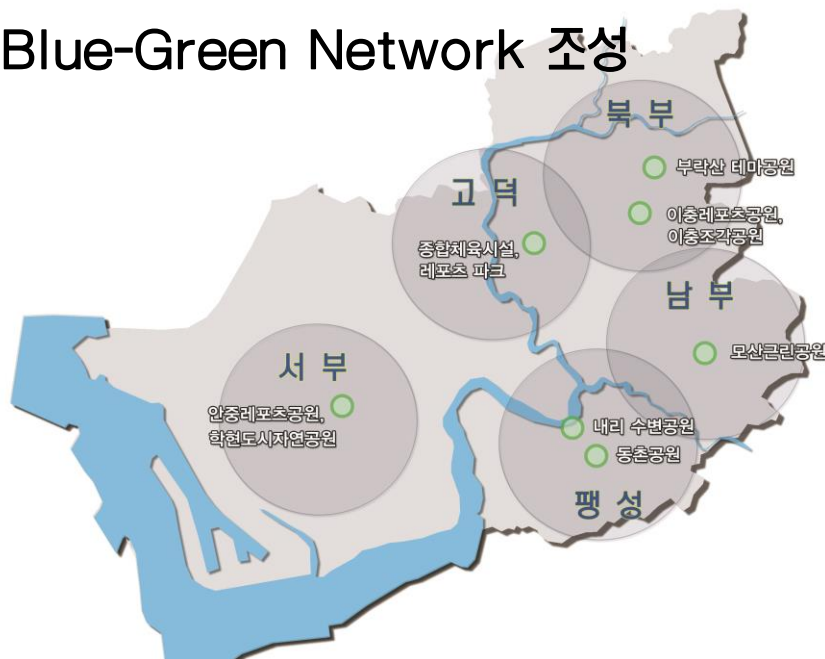 Blue-Green Network 조성
북 부
부락산 테마공원
고 덕
이충레포츠공원,
이충조각공원
종합체육시설,
레포츠 파크
남 부
모산근린공원
서 부
안중레포츠공원,
학현도시자연공원
내리 수변공원
동촌공원
팽 성